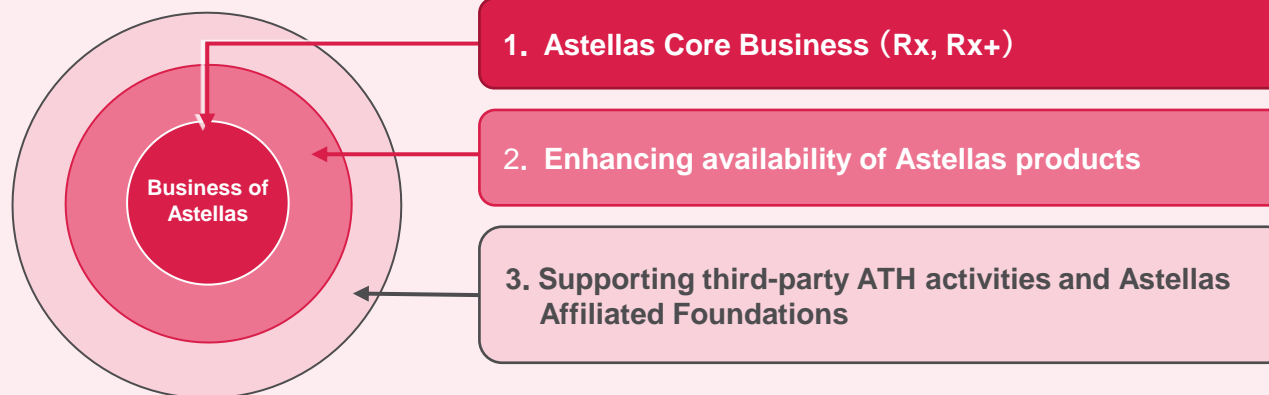 1. Astellas Core Business（Rx, Rx+）
2. Enhancing availability of Astellas products
Business of
Astellas
3. Supporting third-party ATH activities and Astellas
Affiliated Foundations